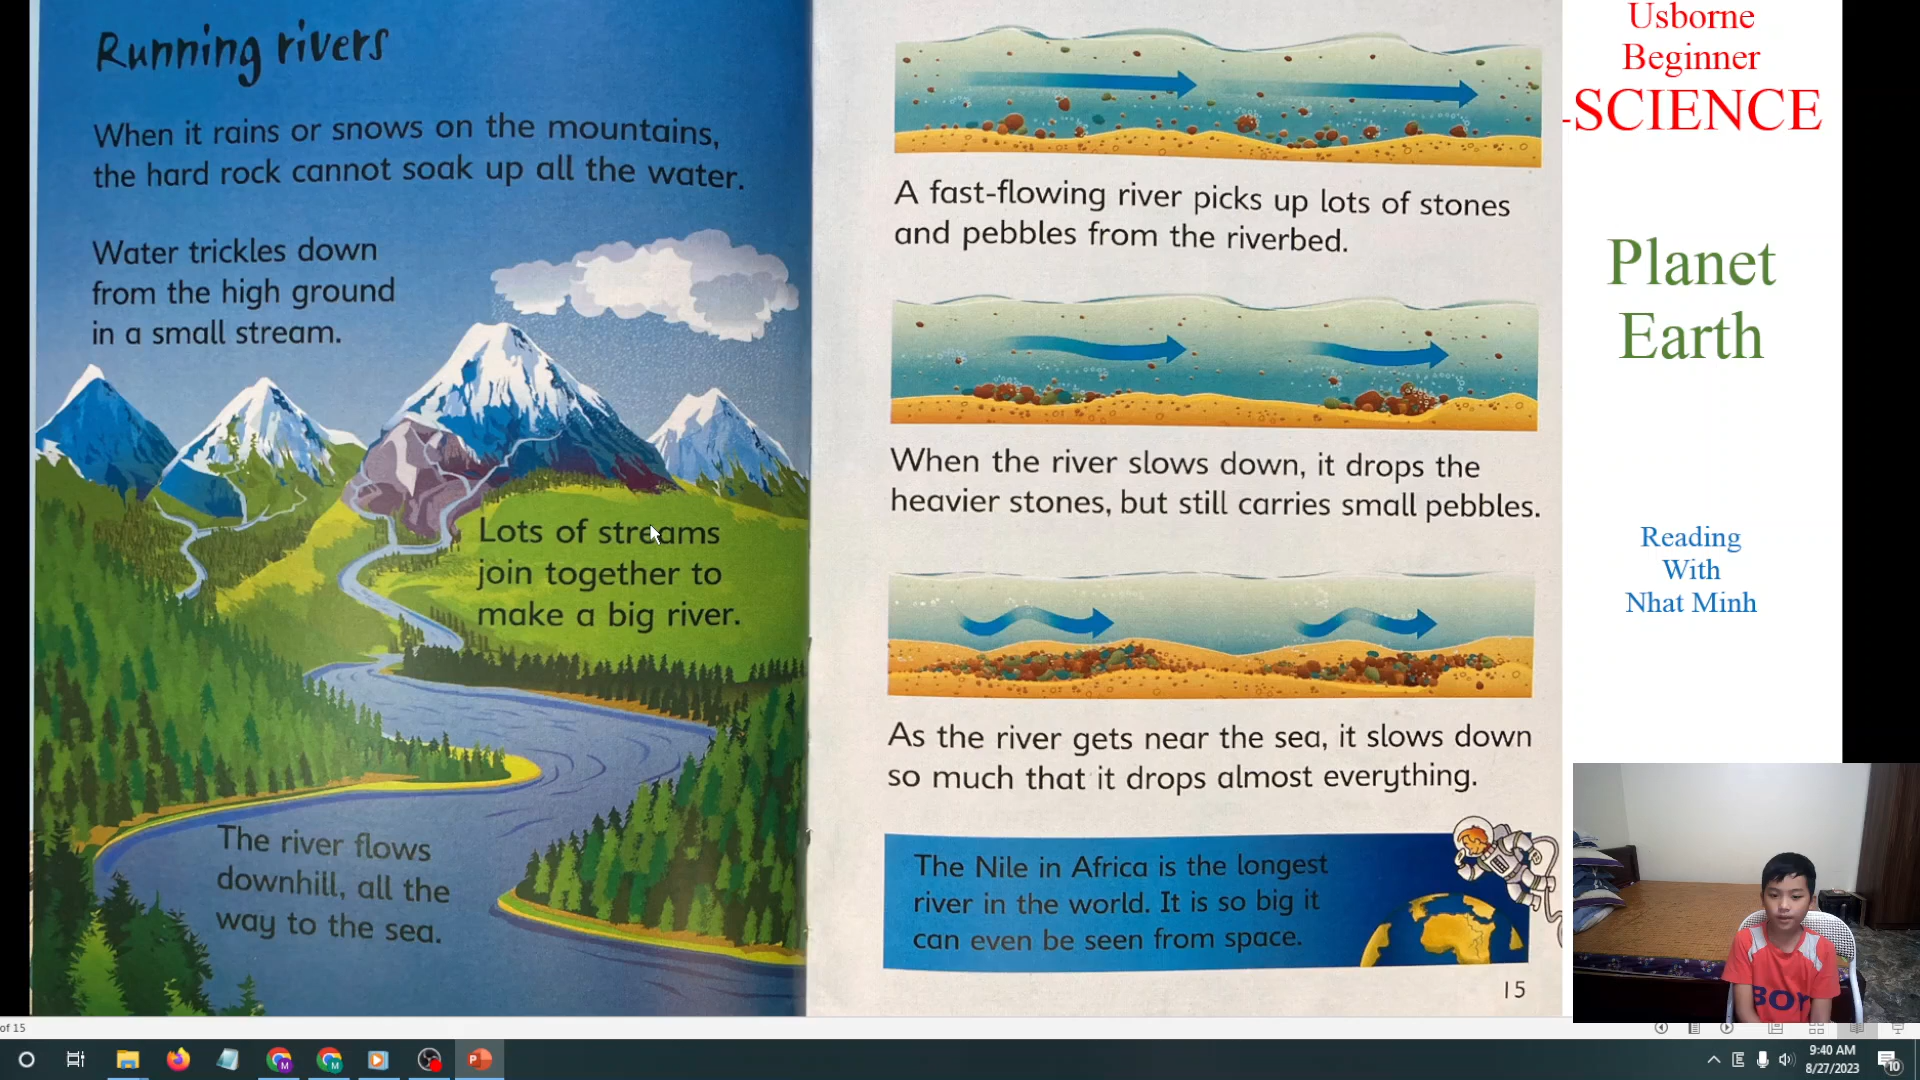 Running rivers
When it rains or snows on the mountains,
the hard rock cannot soak up all the water.
Water trickles down
from the high ground
in a small stream.
Lots of streams
join together to
make a big river.
The river flows
downhill, all the
way to the sea.
A fast-flowing river picks up lots of stones
and pebbles from the riverbed.
When the river slows down, it drops the
heavier stones, but still carries small pebbles.
As the river gets near the sea, it slows down
so much that it drops almost everything.
The Nile in Africa is the longest
river in the world. It is so big it
can even be seen from space.
15
Usborne
Beginner
-SCIENCE
Planet
Earth
Reading
With
Nhat Minh
BOY
of 15
9:40 AM
8/27/2023
10